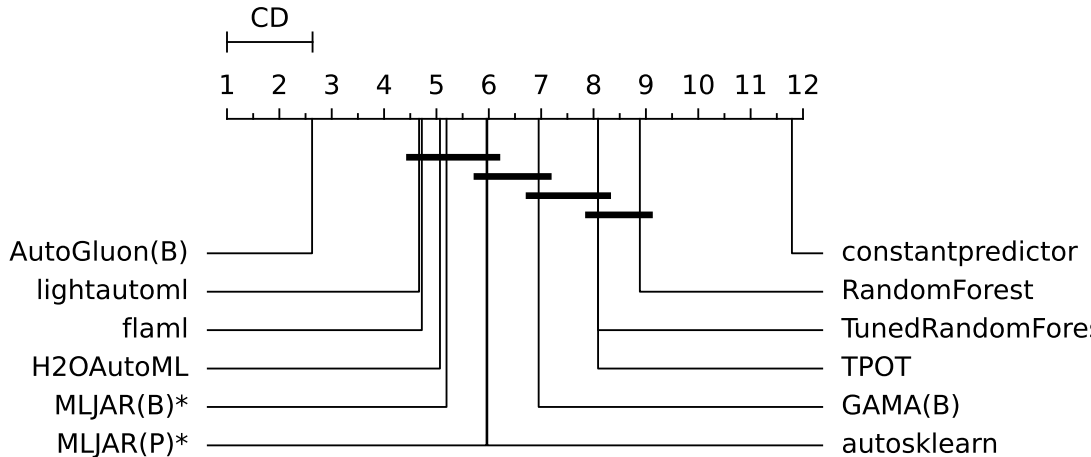 CD
1 2 3 4 5 6 7 8 9 10 11 12
AutoGluon(B) constantpredictor
lightautoml RandomForest
flaml TunedRandomFores
H2OAutoML TPOT
MLJAR(B)* GAMA(B)
MLJAR(P)* autosklearn